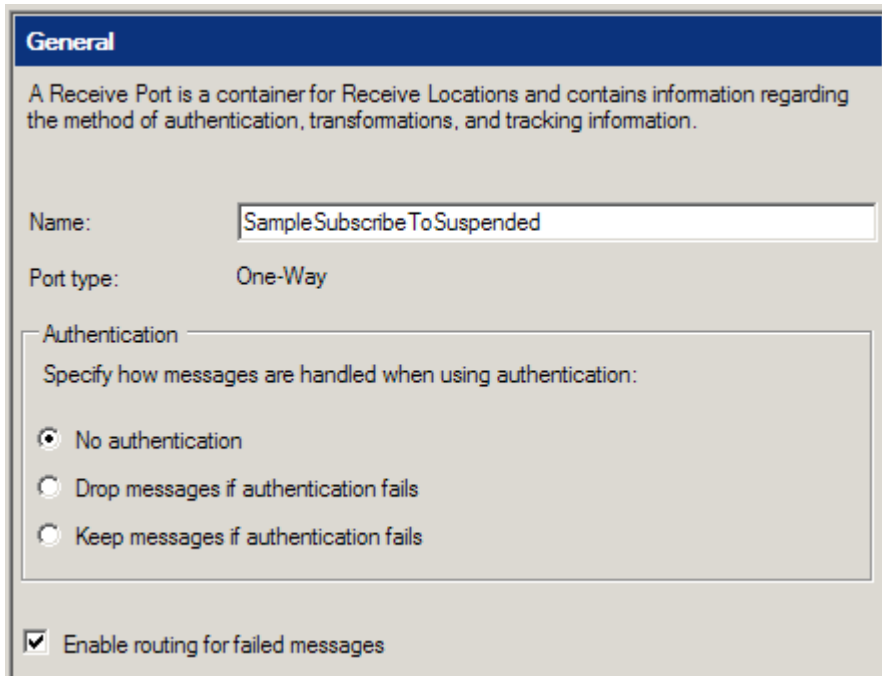 General
A Receive Port is a container for Receive Locations and contains information regarding
the method of authentication, transformations, and tracking information.
Name: SampleSubscribeToSuspended
Port type: One-Way
Authentication
Specify how messages are handled when using authentication:
No authentication
Drop messages if authentication fails
Keep messages if authentication fails
Enable routing for failed messages